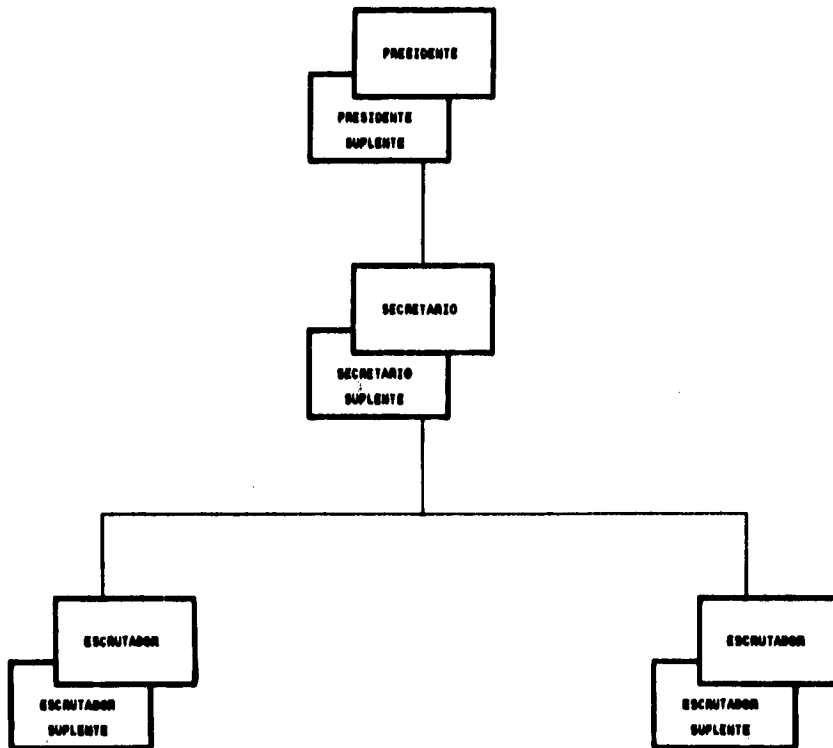 PRESIDENTE
PRESIDENTE
SUPLENTE
SECRETARIO
SECRETARIO
SUPLENTE
ESCRUTADOR
ESCRUTADOR
SUPLENTE
ESCRUTADOR
ESCRUTADOR
SUPLENTE